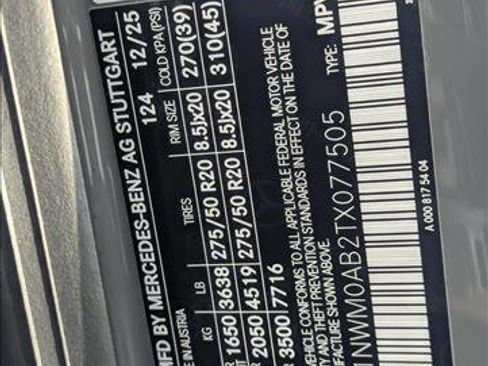 MFD BY MERCEDES-BENZ AG STUTTGART
IN AUSTRIA 124 12/25
KG LB TIRES RIM SIZE COLD KPA (PSI)
1650 3638 275/50 R20 8.5Jx20 270(39)
2050 4519 275/50 R20 8.5Jx20 310(45)
3500 7716
VEHICLE CONFORMS TO ALL APPLICABLE FEDERAL MOTOR VEHICLE
AND THEFT PREVENTION STANDARDS IN EFFECT ON THE DATE OF
SHOWN ABOVE. TYPE: MPV
NWM0AB2TX077505
A 000 817 54 04